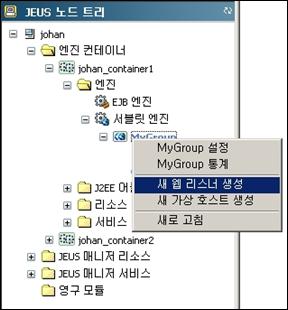 JEUS 노드 트리
johan
엔진 컨테이너
johan_container1
엔진
EJB 엔진
서블릿 엔진
MyGroup
MyGroup 설정
MyGroup 통계
새 웹 리스너 생성
새 가상 호스트 생성
새로 고침
J2EE
리소스
서비스
johan_container2
JEUS 매니저 리소스
JEUS 매니저 서비스
영구 모듈